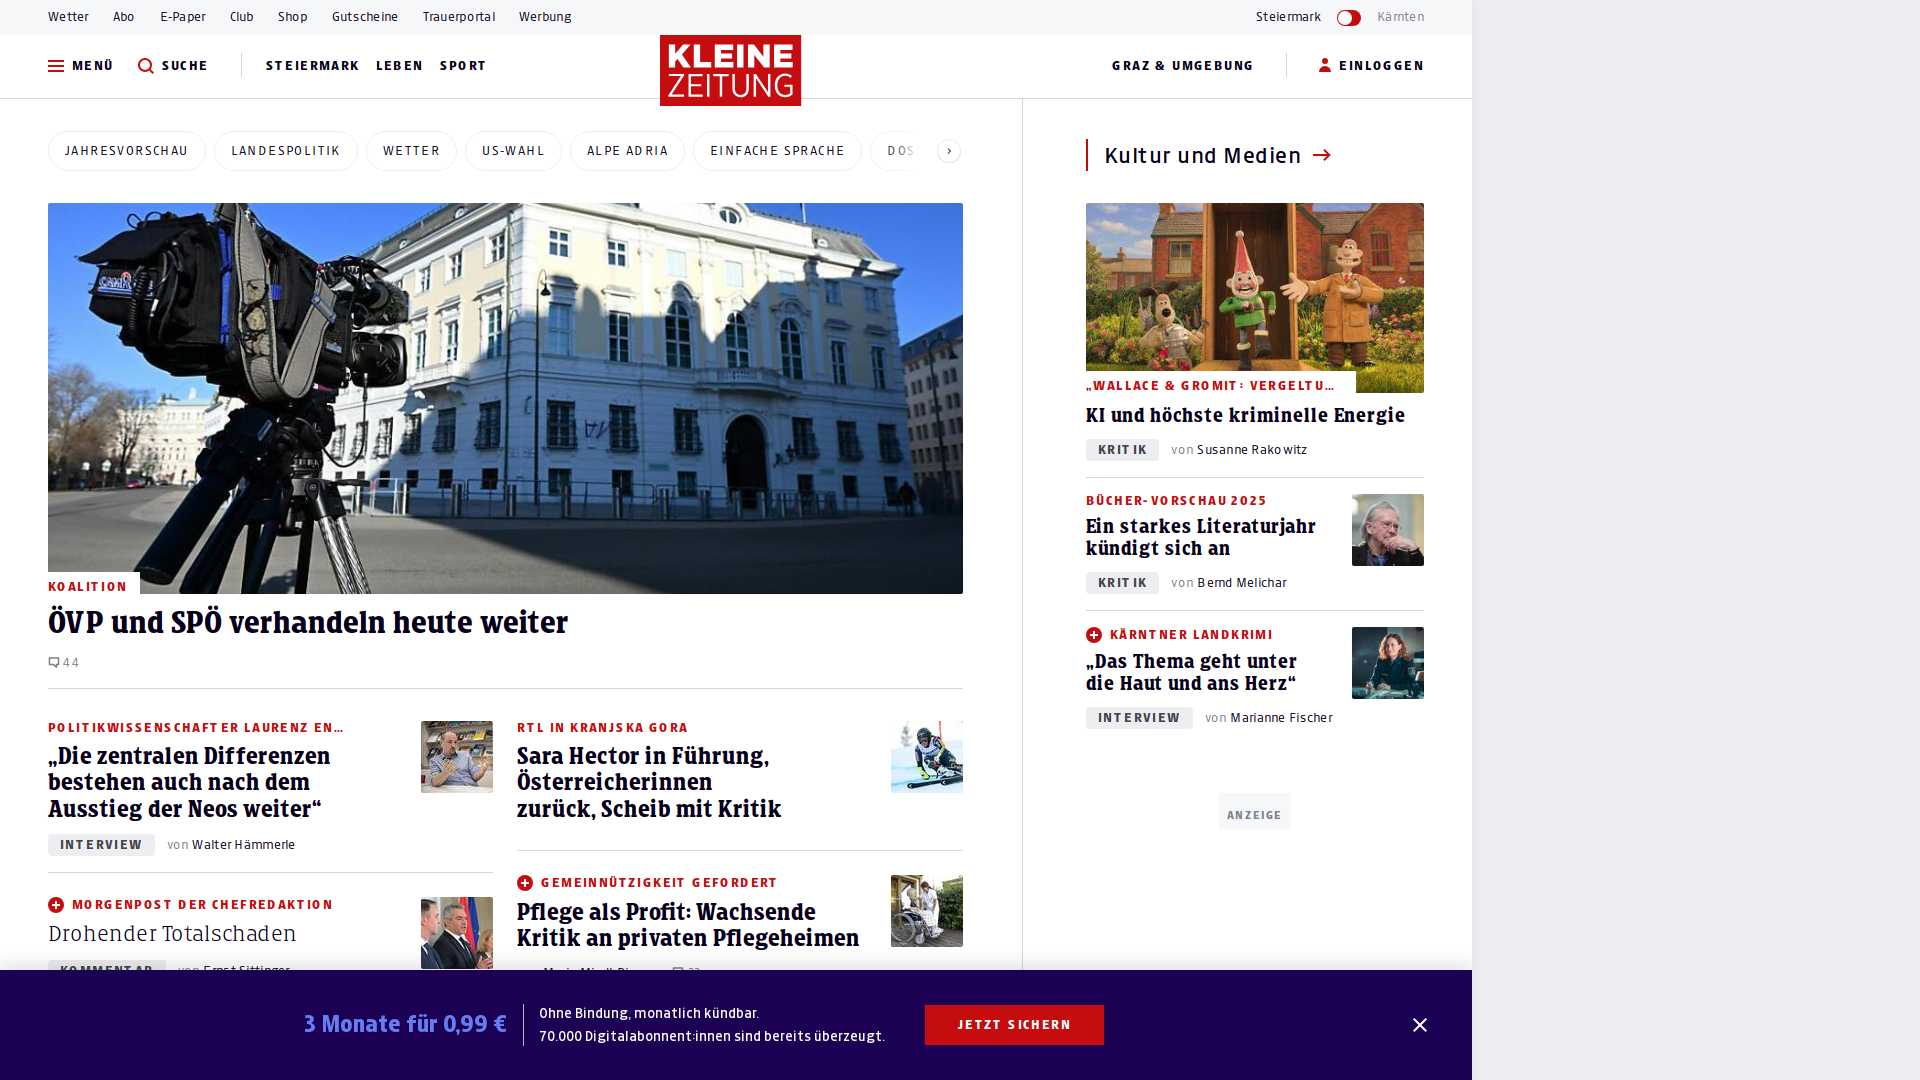 Wetter Abo E-Paper Club Shop Gutscheine Trauerportal Werbung
Steiermark Kärnten
MENÜ SUCHE STEIERMARK LEBEN SPORT
KLEINE
ZEITUNG
GRAZ & UMGEBUNG EINLOGGEN
JAHRESVORSCHAU LANDESPOLITIK WETTER US-WAHL ALPE ADRIA EINFACHE SPRACHE DOS
KOALITION
ÖVP und SPÖ verhandeln heute weiter
44
POLITIKWISSENSCHAFTER LAURENZ EN…
„Die zentralen Differenzen
bestehen auch nach dem
Ausstieg der Neos weiter“
INTERVIEW von Walter Hämmerle
MORGENPOST DER CHEFREDAKTION
Drohender Totalschaden
KOMMENTAR von Ernst Sittinger
RTL IN KRANJSKA GORA
Sara Hector in Führung,
Österreicherinnen
zurück, Scheib mit Kritik
GEMEINNÜTZIGKEIT GEFORDERT
Pflege als Profit: Wachsende
Kritik an privaten Pflegeheimen
Kultur und Medien
„WALLACE & GROMIT: VERGELTU…
KI und höchste kriminelle Energie
KRITIK von Susanne Rakowitz
BÜCHER-VORSCHAU 2025
Ein starkes Literaturjahr
kündigt sich an
KRITIK von Bernd Melichar
KÄRNTNER LANDKRIMI
„Das Thema geht unter
die Haut und ans Herz“
INTERVIEW von Marianne Fischer
ANZEIGE
3 Monate für 0,99 €
Ohne Bindung, monatlich kündbar.
70.000 Digitalabonnent:innen sind bereits überzeugt.
JETZT SICHERN